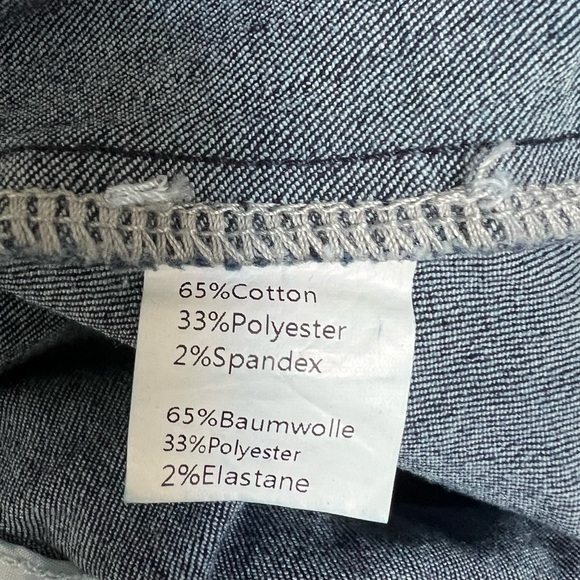 65%Cotton
33%Polyester
2%Spandex
65%Baumwolle
33%Polyester
2%Elastane